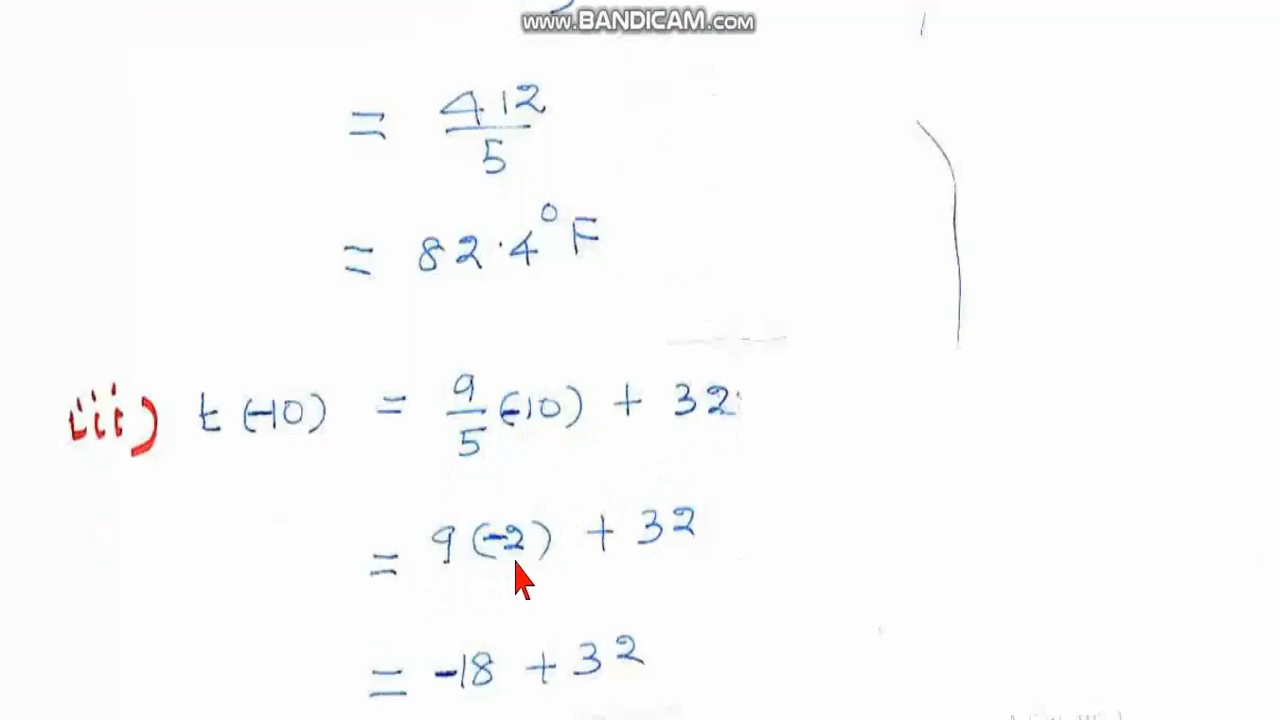 www.BANDICAM.com
= 412/5
= 82.4° F
iii) t(-10) = 9/5 (-10) + 32
= 9(-2) + 32
= -18 + 32